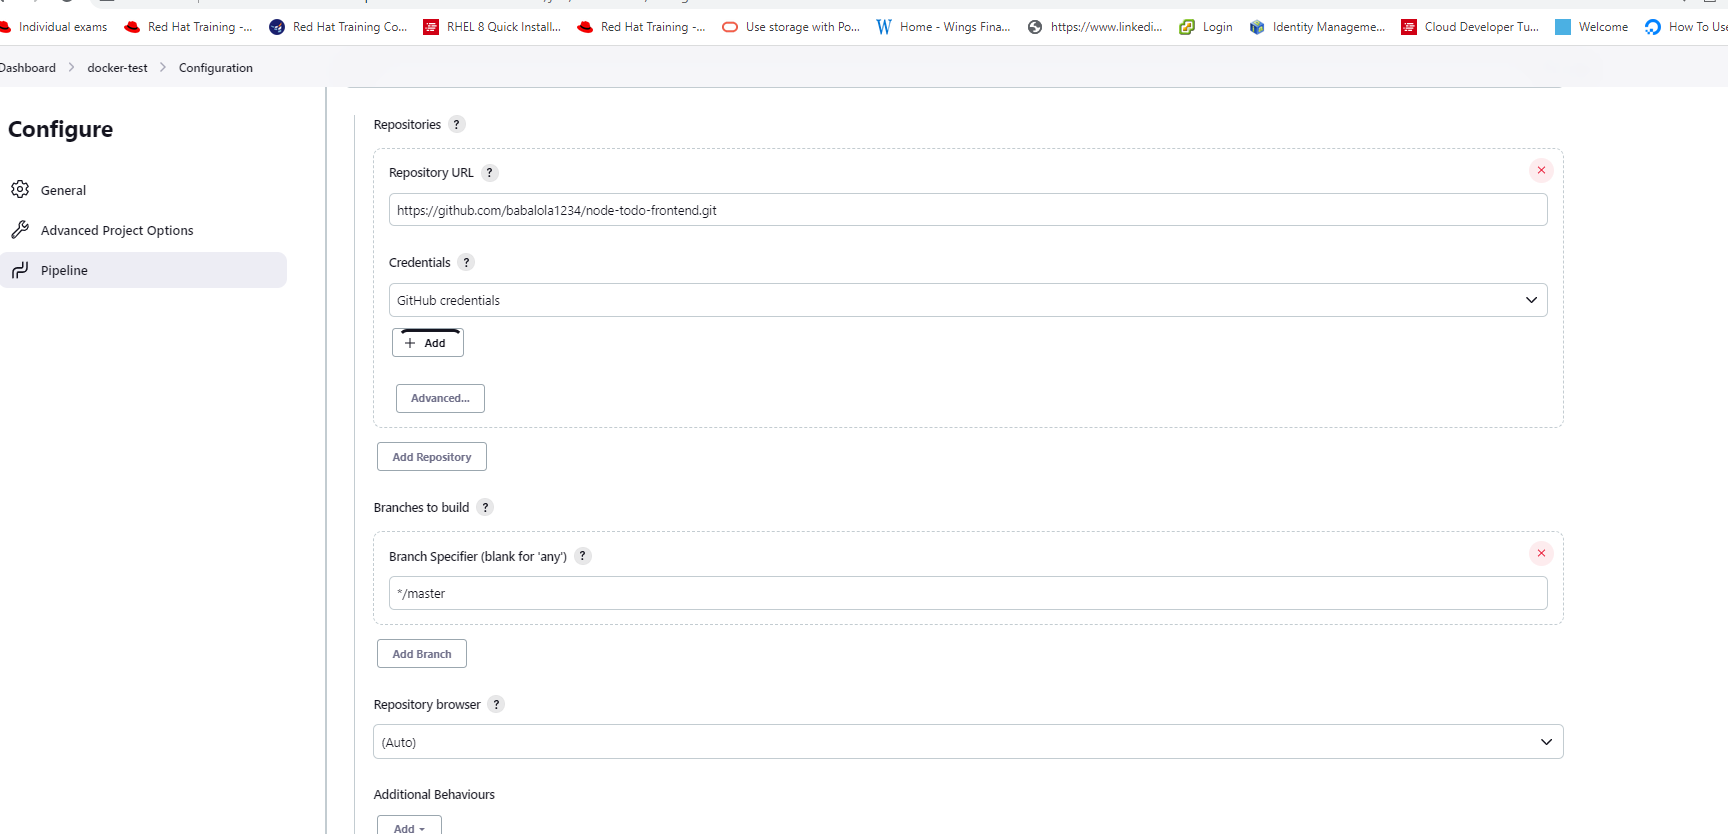 Individual exams Red Hat Training -... Red Hat Training Co... RHEL 8 Quick Install... Red Hat Training -... Use storage with Po... Home - Wings Fina... https://www.linkedi... Login Identity Manageme... Cloud Developer Tu... Welcome How To Use
Dashboard > docker-test > Configuration
Configure
General
Advanced Project Options
Pipeline
Repositories ?
Repository URL ?
https://github.com/babalola1234/node-todo-frontend.git
Credentials ?
GitHub credentials
+ Add
Advanced...
Add Repository
Branches to build ?
Branch Specifier (blank for 'any') ?
*/master
Add Branch
Repository browser ?
(Auto)
Additional Behaviours
Add